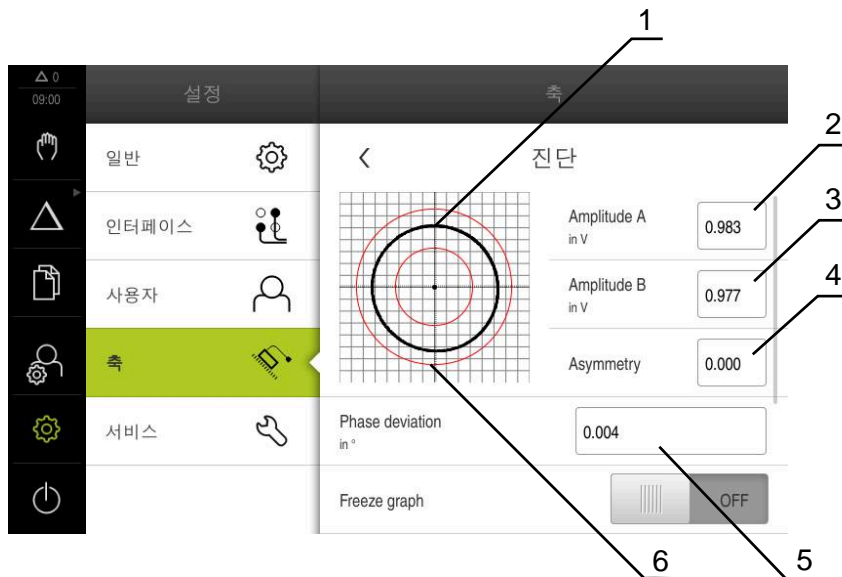 1
△ 0
09:00
설정
축
일반
진단
2
Amplitude A
in V
0.983
3
인터페이스
Amplitude B
in V
0.977
4
사용자
축
Asymmetry
0.000
서비스
Phase deviation
in °
0.004
Freeze graph
OFF
6
5